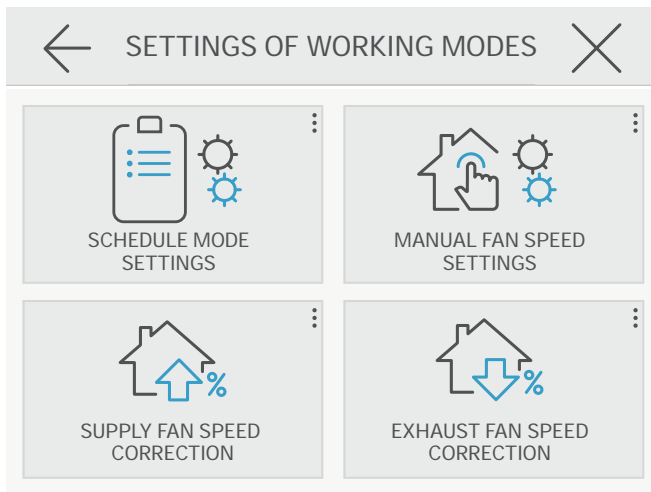 SETTINGS OF WORKING MODES
SCHEDULE MODE
SETTINGS
MANUAL FAN SPEED
SETTINGS
%
SUPPLY FAN SPEED
CORRECTION
%
EXHAUST FAN SPEED
CORRECTION